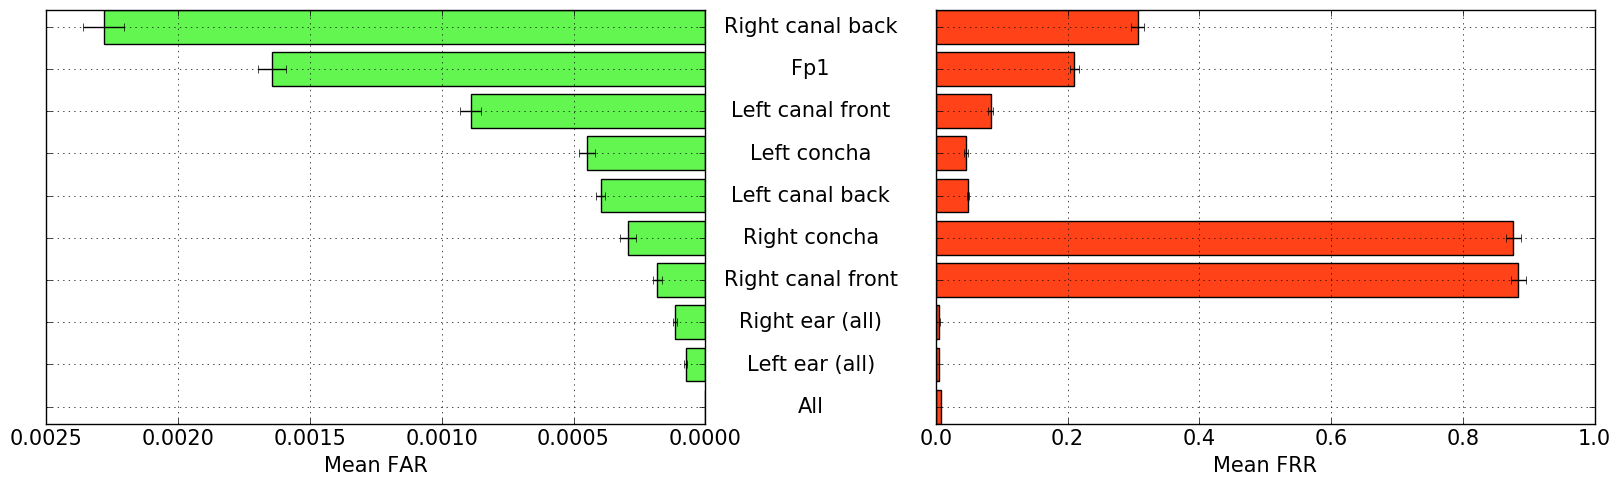 Right canal back
Fp1
Left canal front
Left concha
Left canal back
Right concha
Right canal front
Right ear (all)
Left ear (all)
All
0.0025 0.0020 0.0015 0.0010 0.0005 0.0000
Mean FAR
0.0 0.2 0.4 0.6 0.8 1.0
Mean FRR